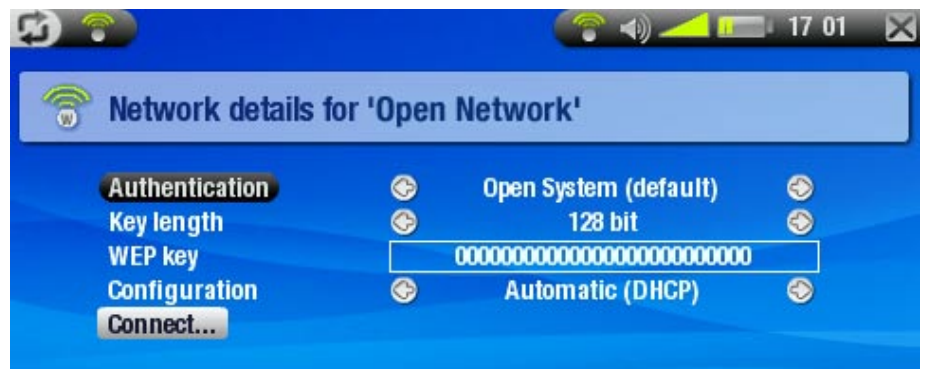 17 01
Network details for 'Open Network'
Authentication Open System (default)
Key length 128 bit
WEP key 00000000000000000000000000
Configuration Automatic (DHCP)
Connect...